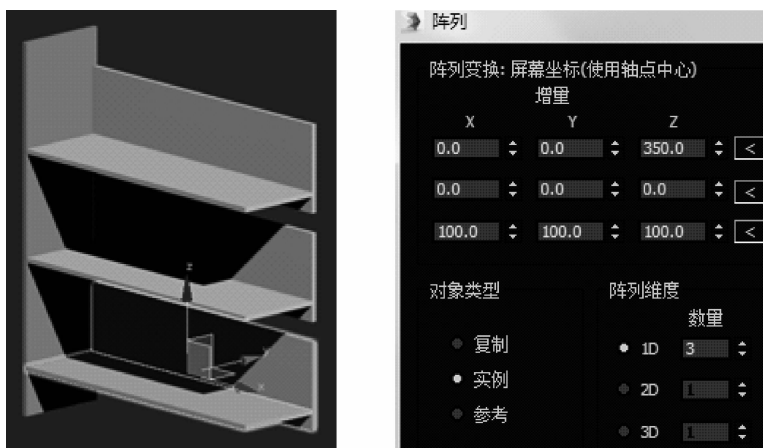 阵列
阵列变换: 屏幕坐标(使用轴点中心)
增量
X Y Z
0.0 0.0 350.0 <
0.0 0.0 0.0 <
100.0 100.0 100.0 <
对象类型 阵列维度
数量
复制 1D 3
实例 2D 1
参考 3D 1
z
x